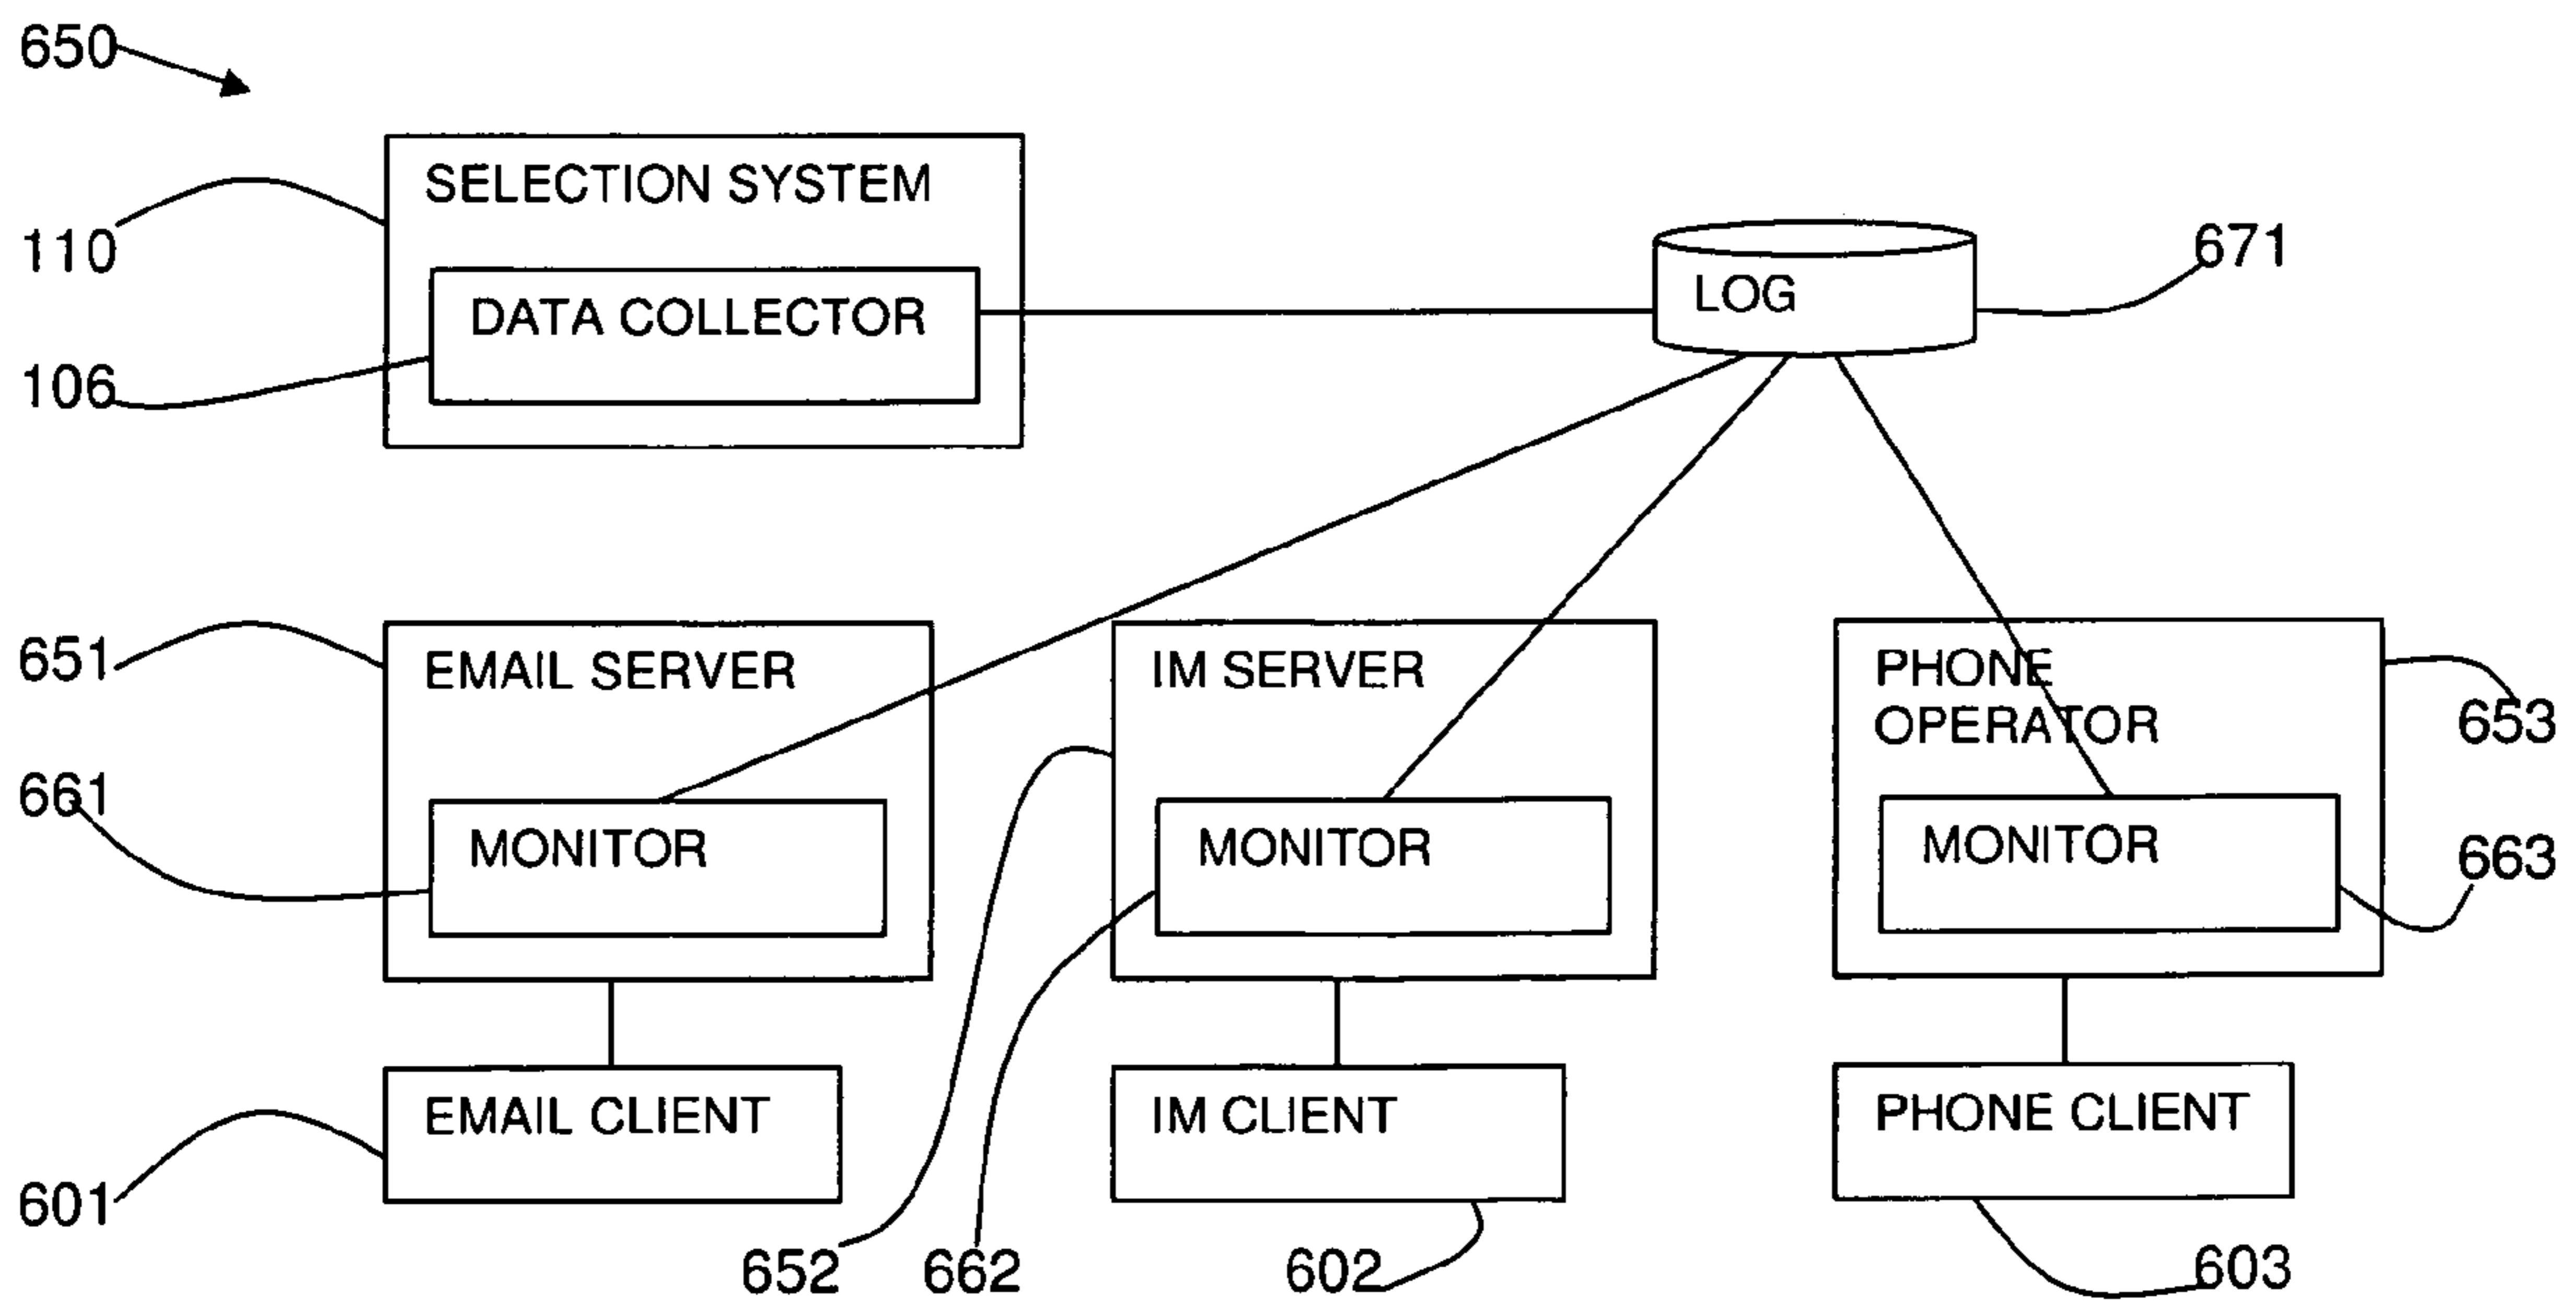 650
SELECTION SYSTEM
110
DATA COLLECTOR
106
LOG
671
651
EMAIL SERVER
661
MONITOR
IM SERVER
MONITOR
PHONE
OPERATOR
653
MONITOR
663
EMAIL CLIENT
601
IM CLIENT
PHONE CLIENT
652
662
602
603